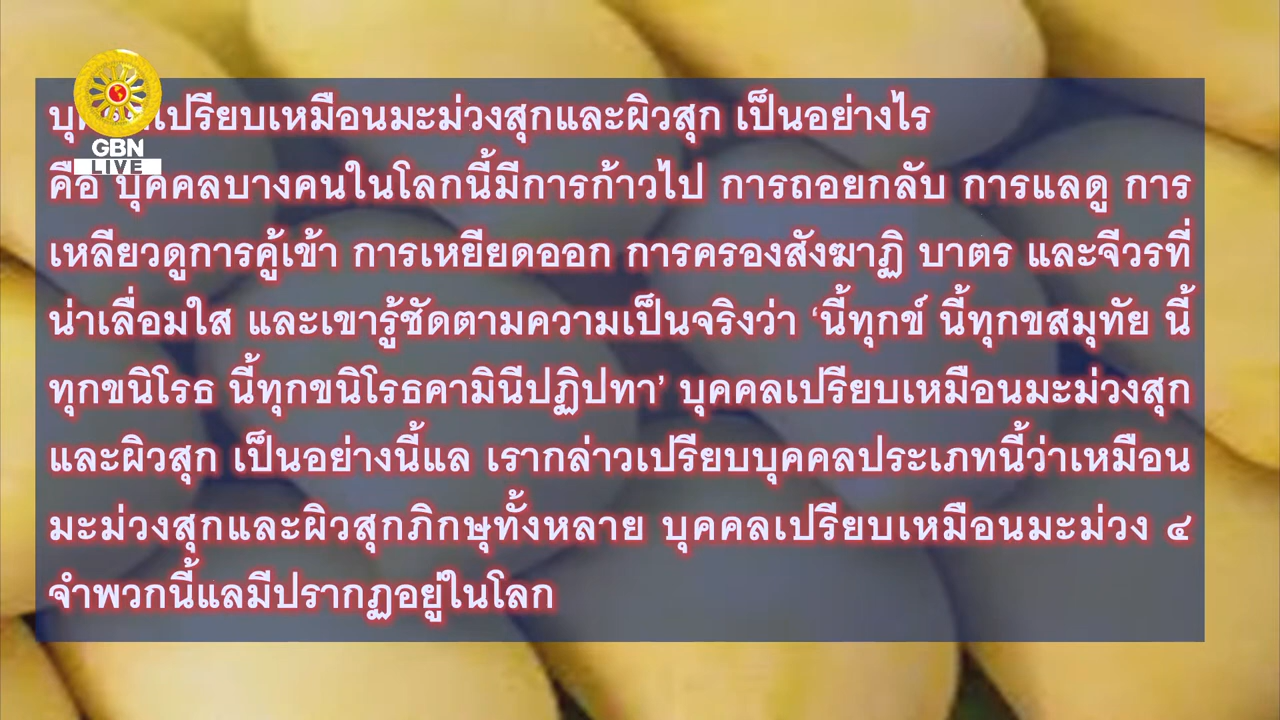 GBN
LIVE
เปรียบเหมือนมะม่วงสุกและผิวสุก เป็นอย่างไร
คือ บุคคลบางคนในโลกนี้มีการก้าวไป การถอยกลับ การแลดู การ
เหลียวดูการคู้เข้า การเหยียดออก การครองสังฆาฏิ บาตร และจีวรที่
น่าเลื่อมใส และเขารู้ชัดตามความเป็นจริงว่า ‘นี้ทุกข์ นี้ทุกขสมุทัย นี้
ทุกขนิโรธ นี้ทุกขนิโรธคามินีปฏิปทา’ บุคคลเปรียบเหมือนมะม่วงสุก
และผิวสุก เป็นอย่างนี้แล เรากล่าวเปรียบบุคคลประเภทนี้ว่าเหมือน
มะม่วงสุกและผิวสุกภิกษุทั้งหลาย บุคคลเปรียบเหมือนมะม่วง ๔
จำพวกนี้แลมีปรากฏอยู่ในโลก